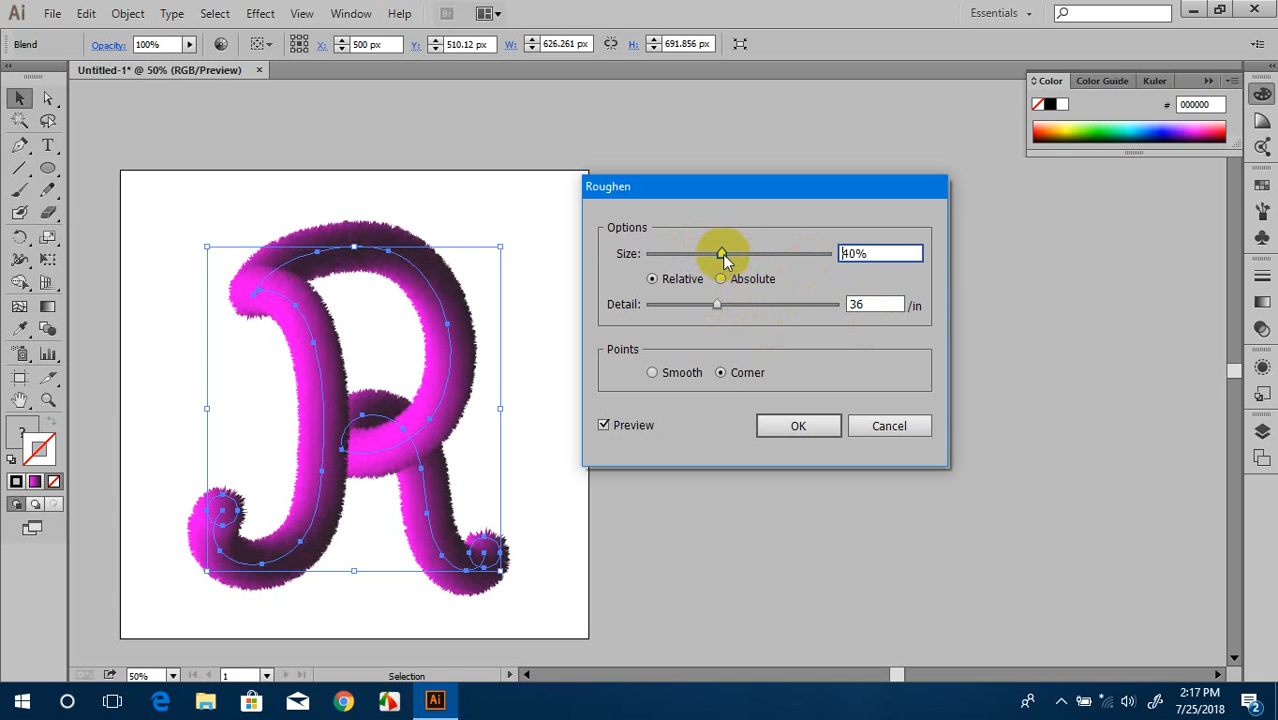 Ai File Edit Object Type Select Effect View Window Help Br Essentials
Blend Opacity: 100% X: 500 px Y: 510.12 px W: 626.261 px H: 691.856 px
Untitled-1* @ 50% (RGB/Preview) ×
Color Color Guide Kuler
# 000000
Roughen
Options
Size: 40%
Relative Absolute
Detail: 36 /in
Points
Smooth Corner
Preview OK Cancel
?
50% 1 Selection
Ai 2:17 PM
7/25/2018 2